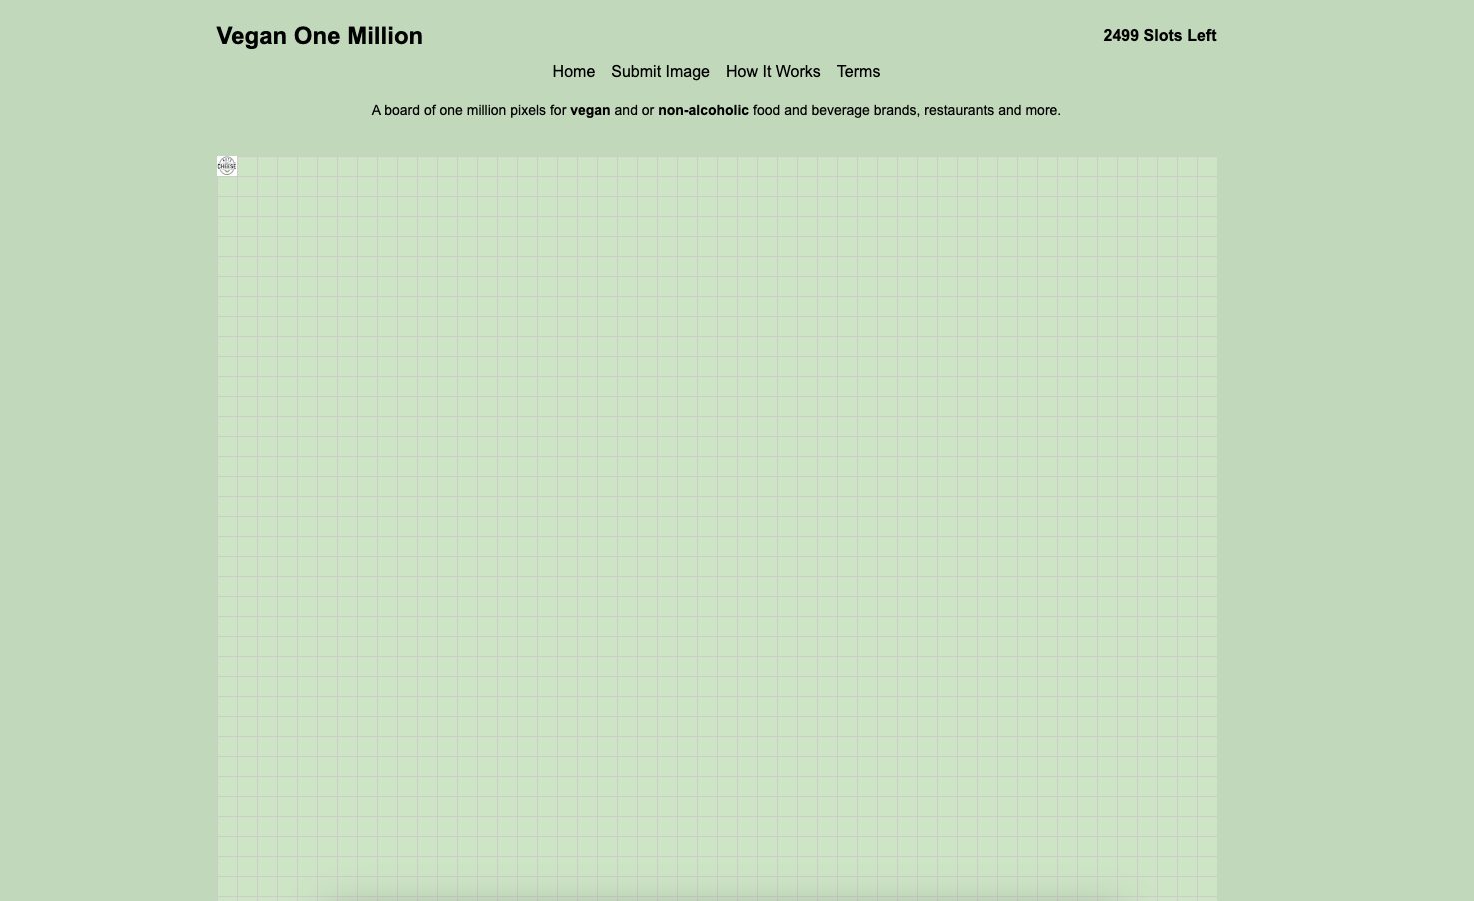 Vegan One Million
2499 Slots Left
Home Submit Image How It Works Terms
A board of one million pixels for vegan and or non-alcoholic food and beverage brands, restaurants and more.
CHEESE